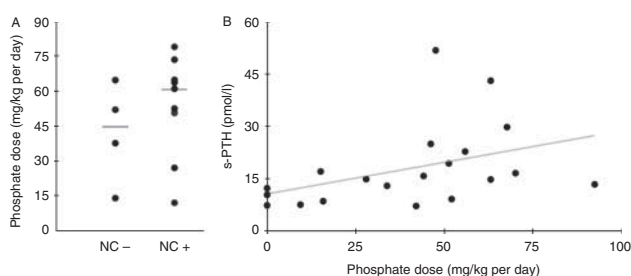 A
Phosphate dose (mg/kg per day)
90
75
60
45
30
15
0
NC –
NC +
B
s-PTH (pmol/l)
60
45
30
15
0
0
25
50
75
100
Phosphate dose (mg/kg per day)